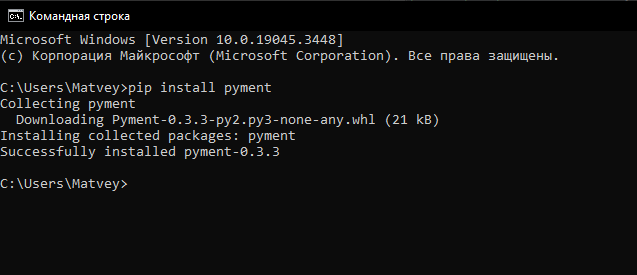 Командная строка
Microsoft Windows [Version 10.0.19045.3448]
(c) Корпорация Майкрософт (Microsoft Corporation). Все права защищены.
C:\Users\Matvey>pip install pyment
Collecting pyment
  Downloading Pyment-0.3.3-py2.py3-none-any.whl (21 kB)
Installing collected packages: pyment
Successfully installed pyment-0.3.3
C:\Users\Matvey>